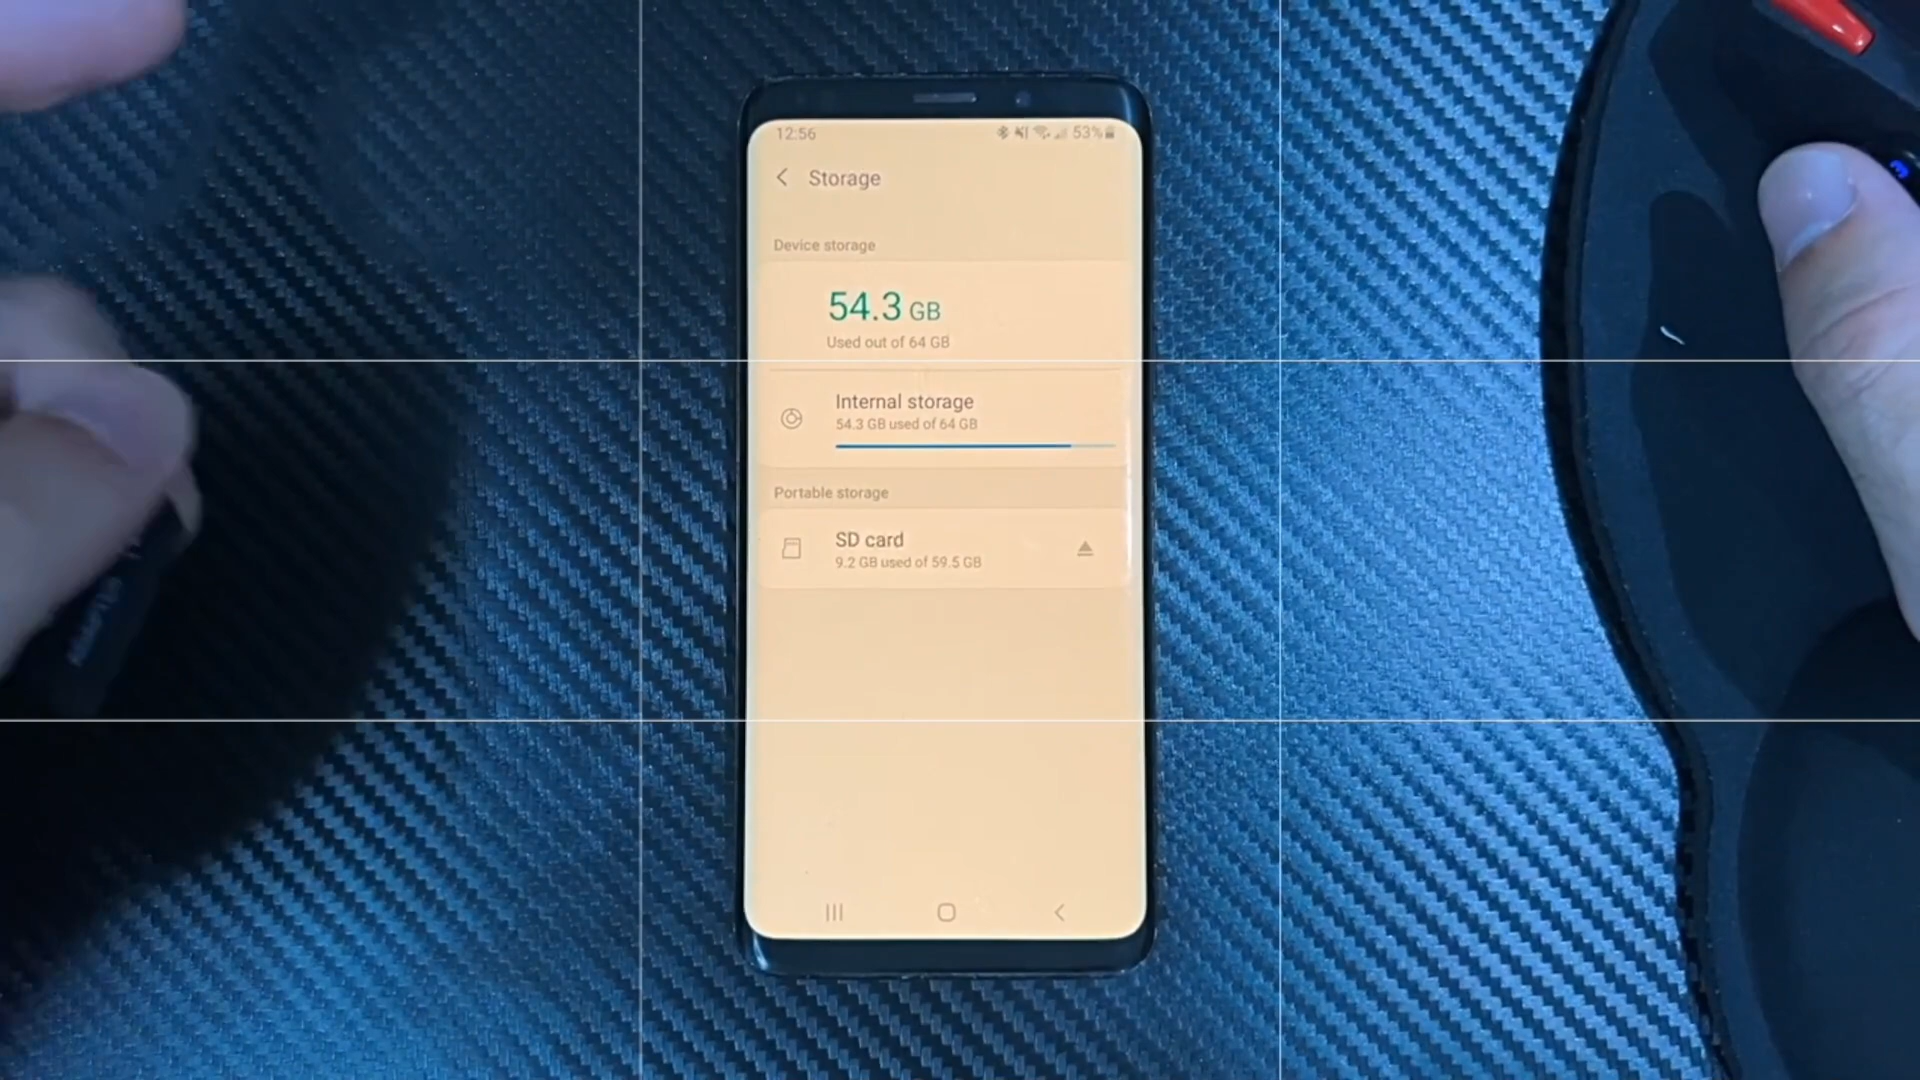 12:56 53%
Storage
Device storage
54.3 GB
Used out of 64 GB
Internal storage
54.3 GB used of 64 GB
Portable storage
SD card
9.2 GB used of 59.5 GB